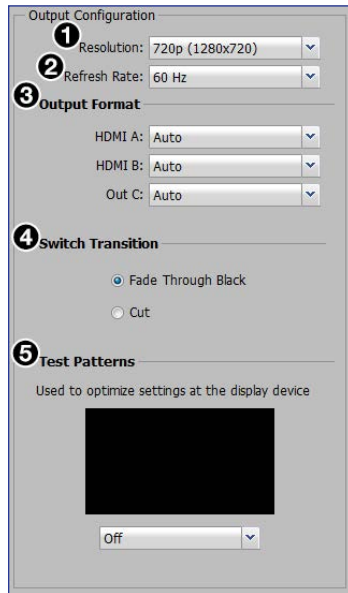 Output Configuration
1 Resolution: 720p (1280x720)
2 Refresh Rate: 60 Hz
3 Output Format
HDMI A: Auto
HDMI B: Auto
Out C: Auto
4 Switch Transition
Fade Through Black
Cut
5 Test Patterns
Used to optimize settings at the display device
Off